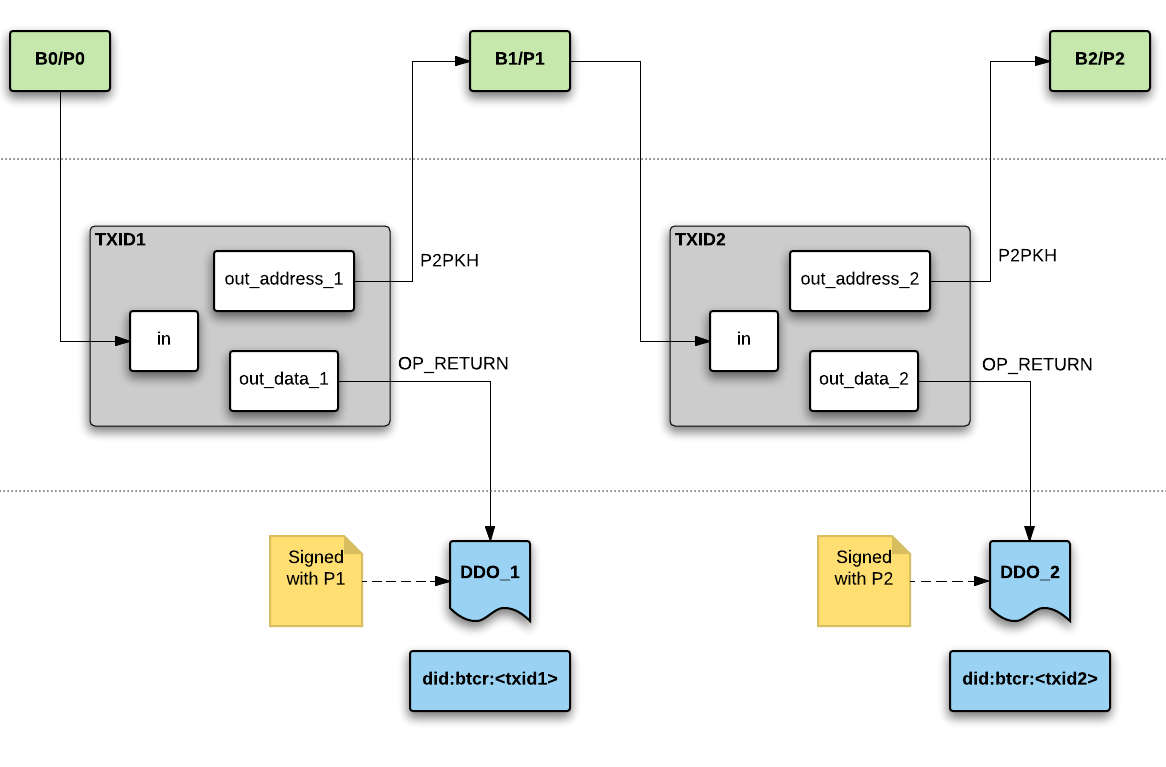 B0/P0
B1/P1
B2/P2
TXID1
out_address_1
P2PKH
in
out_data_1
OP_RETURN
TXID2
out_address_2
P2PKH
in
out_data_2
OP_RETURN
Signed
with P1
DDO_1
did:btcr:<txid1>
Signed
with P2
DDO_2
did:btcr:<txid2>